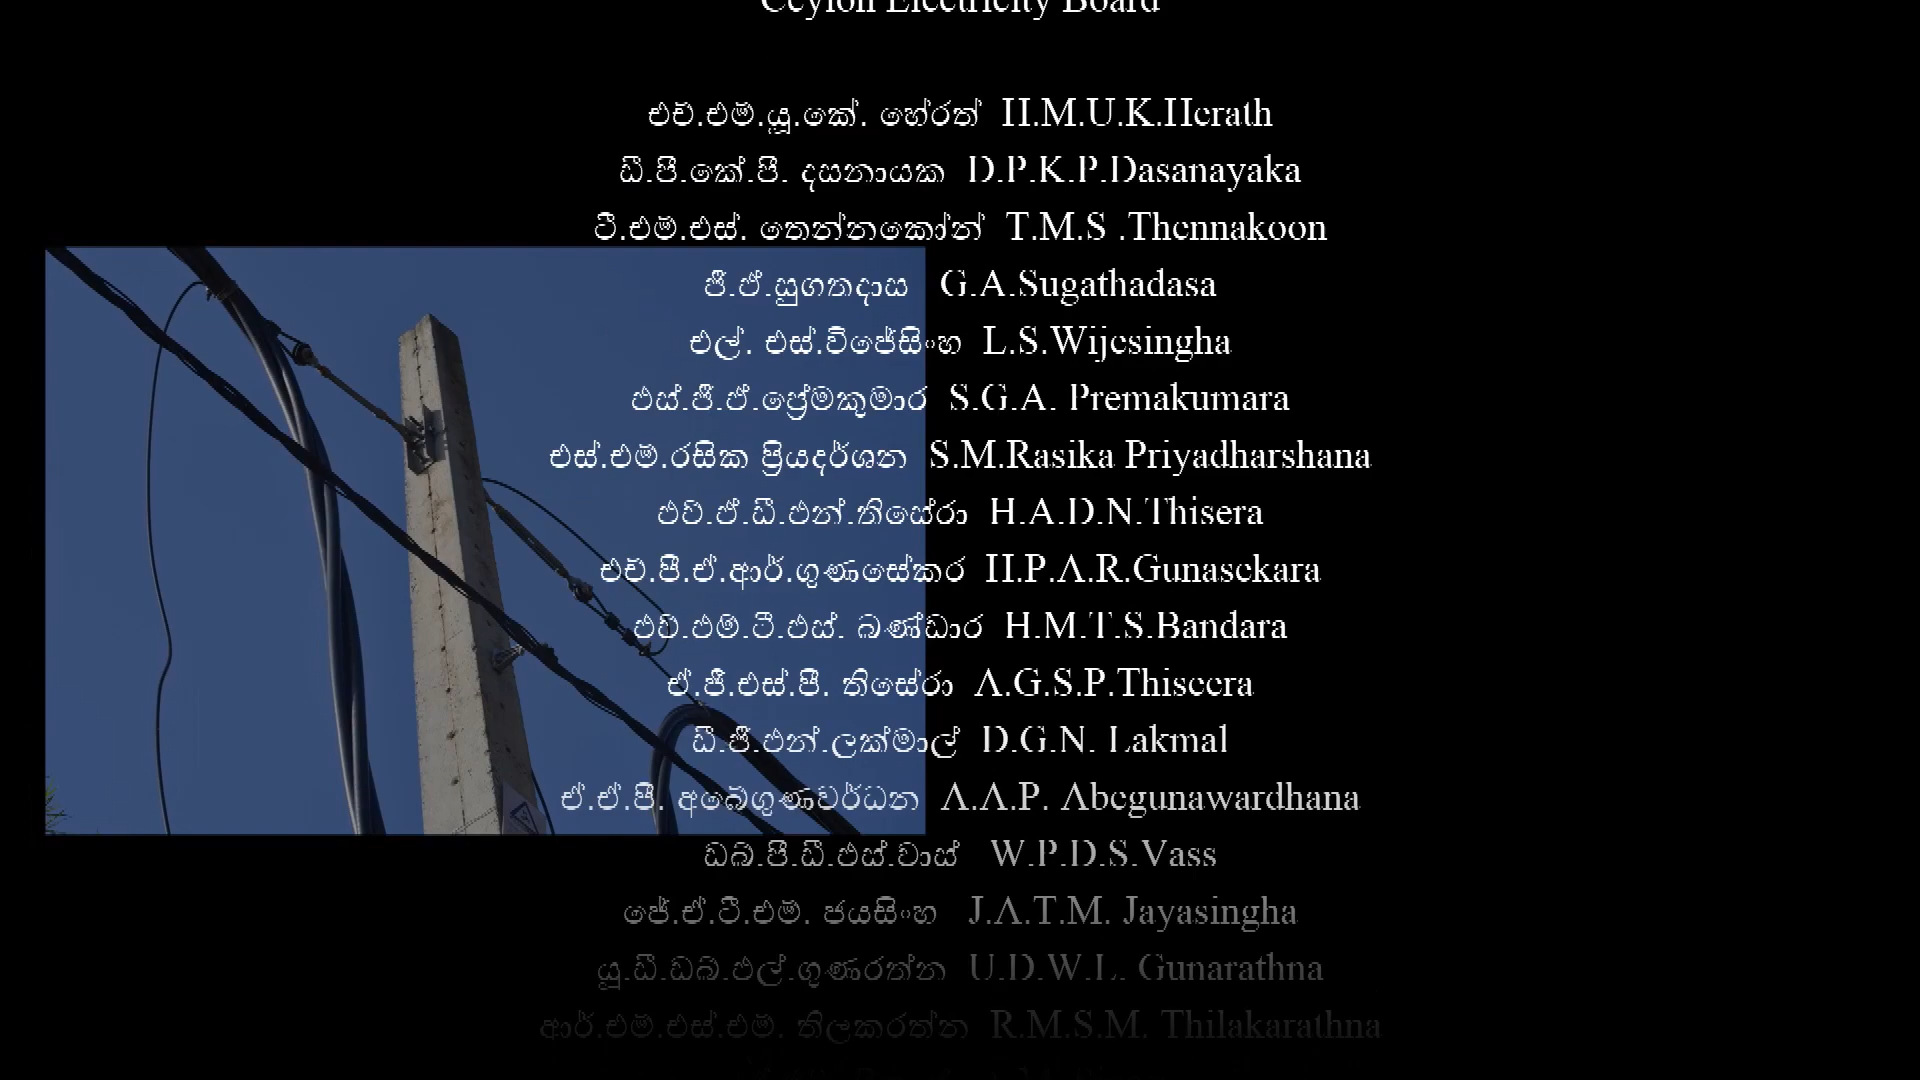 Ceylon Electricity Board
එච්.එම්.යූ.කේ. හේරත් H.M.U.K.Herath
ඩී.පී.කේ.පී. දසනායක D.P.K.P.Dasanayaka
ටී.එම්.එස්. තෙන්නකෝන් T.M.S .Thennakoon
ජී.ඒ.සුගතදාස G.A.Sugathadasa
එල්. එස්.විජේසිංහ L.S.Wijesingha
එස්.ජී.ඒ.ප්‍රේමකුමාර S.G.A. Premakumara
එස්.එම්.රසික ප්‍රියදර්ශන S.M.Rasika Priyadharshana
එච්.ඒ.ඩී.එන්.තිසේරා H.A.D.N.Thisera
එච්.පී.ඒ.ආර්.ගුණසේකර H.P.A.R.Gunasekara
එච්.එම්.ටී.එස්. බණ්ඩාර H.M.T.S.Bandara
ඒ.ජී.එස්.පී. තිසේරා A.G.S.P.Thiseera
ඩී.ජී.එන්.ලක්මාල් D.G.N. Lakmal
ඒ.ඒ.පී. අබේගුණවර්ධන A.A.P. Abegunawardhana
ඩබ්.පී.ඩී.එස්.වාස් W.P.D.S.Vass
ජේ.ඒ.ටී.එම්. ජයසිංහ J.A.T.M. Jayasingha
යූ.ඩී.ඩබ්.එල්.ගුණරත්න U.D.W.L. Gunarathna
ආර්.එම්.එස්.එම්. තිලකරත්න R.M.S.M. Thilakarathna